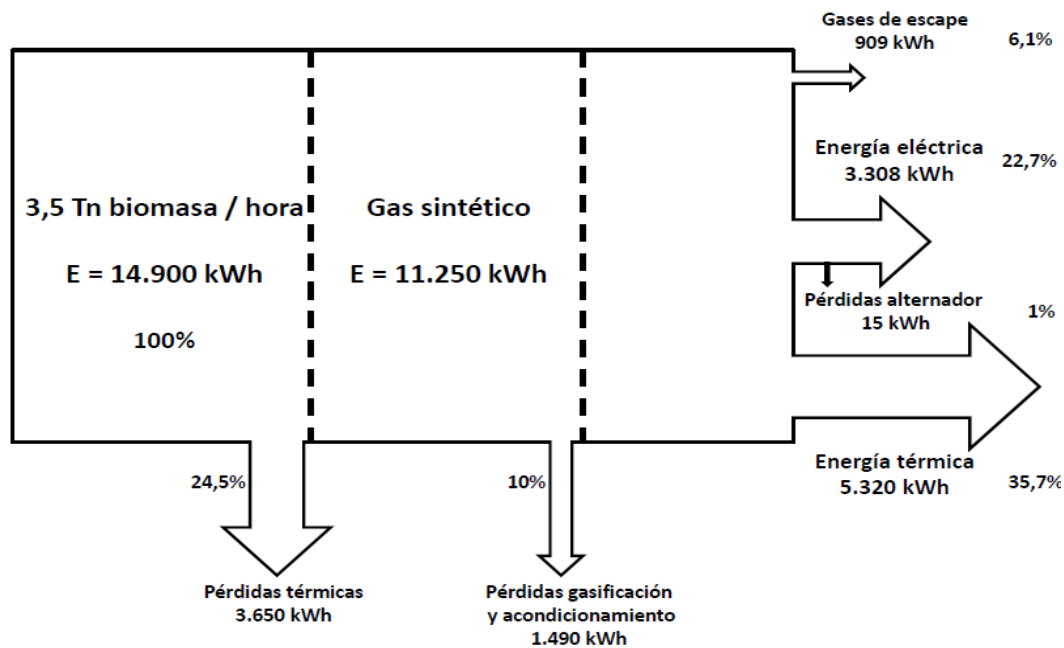 Gases de escape
909 kWh
6,1%
Energía eléctrica
3.308 kWh
22,7%
3,5 Tn biomasa / hora
Gas sintético
E = 14.900 kWh
E = 11.250 kWh
Pérdidas alternador
15 kWh
1%
100%
Energía térmica
5.320 kWh
35,7%
24,5%
10%
Pérdidas térmicas
3.650 kWh
Pérdidas gasificación
y acondicionamiento
1.490 kWh